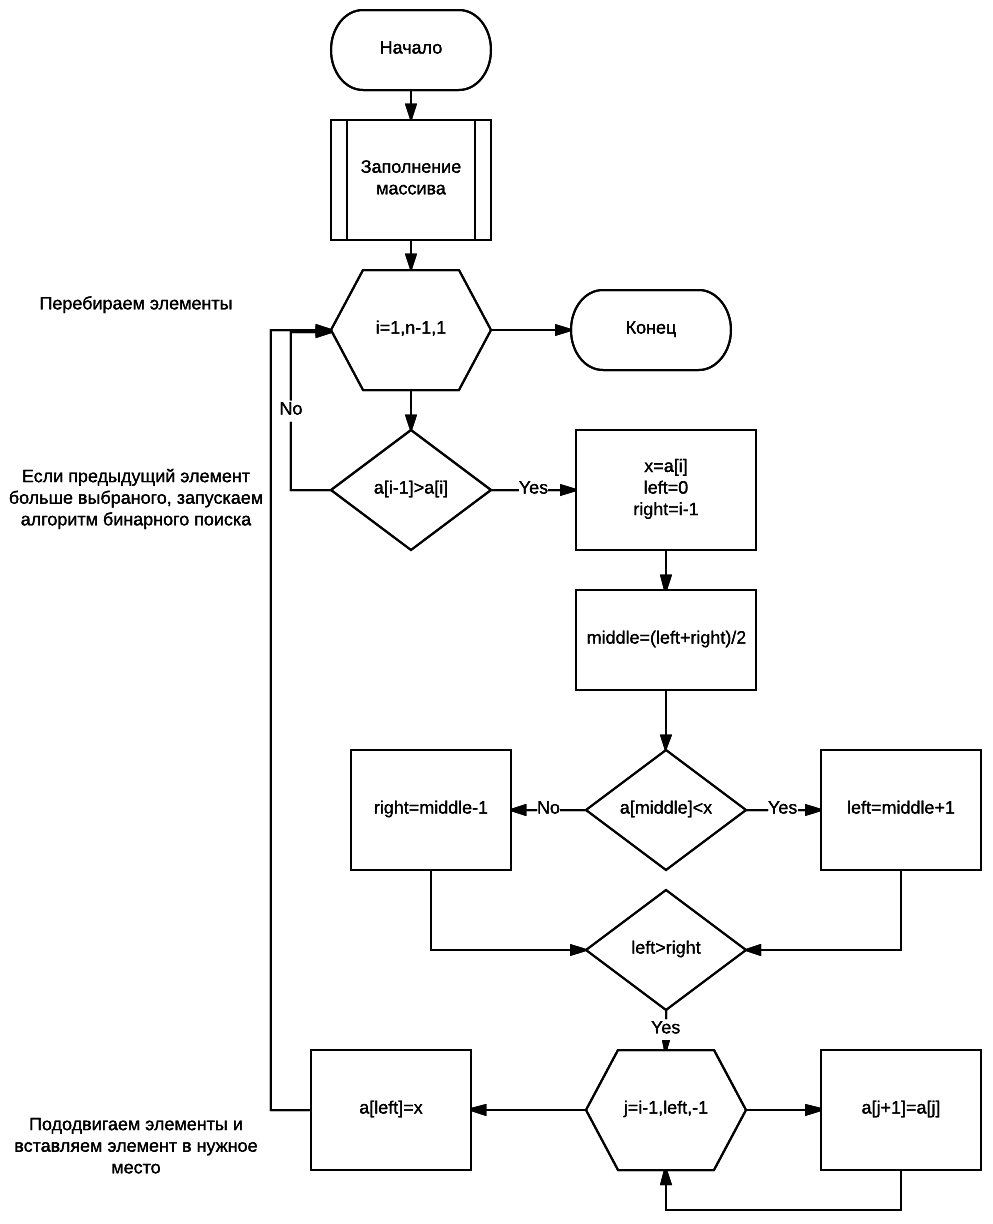 Начало
Заполнение
массива
Перебираем элементы
i=1,n-1,1
Конец
No
Если предыдущий элемент
больше выбраного, запускаем
алгоритм бинарного поиска
a[i-1]>a[i]
Yes
x=a[i]
left=0
right=i-1
middle=(left+right)/2
right=middle-1
No
a[middle]<x
Yes
left=middle+1
left>right
Yes
Пододвигаем элементы и
вставляем элемент в нужное
место
a[left]=x
j=i-1,left,-1
a[j+1]=a[j]